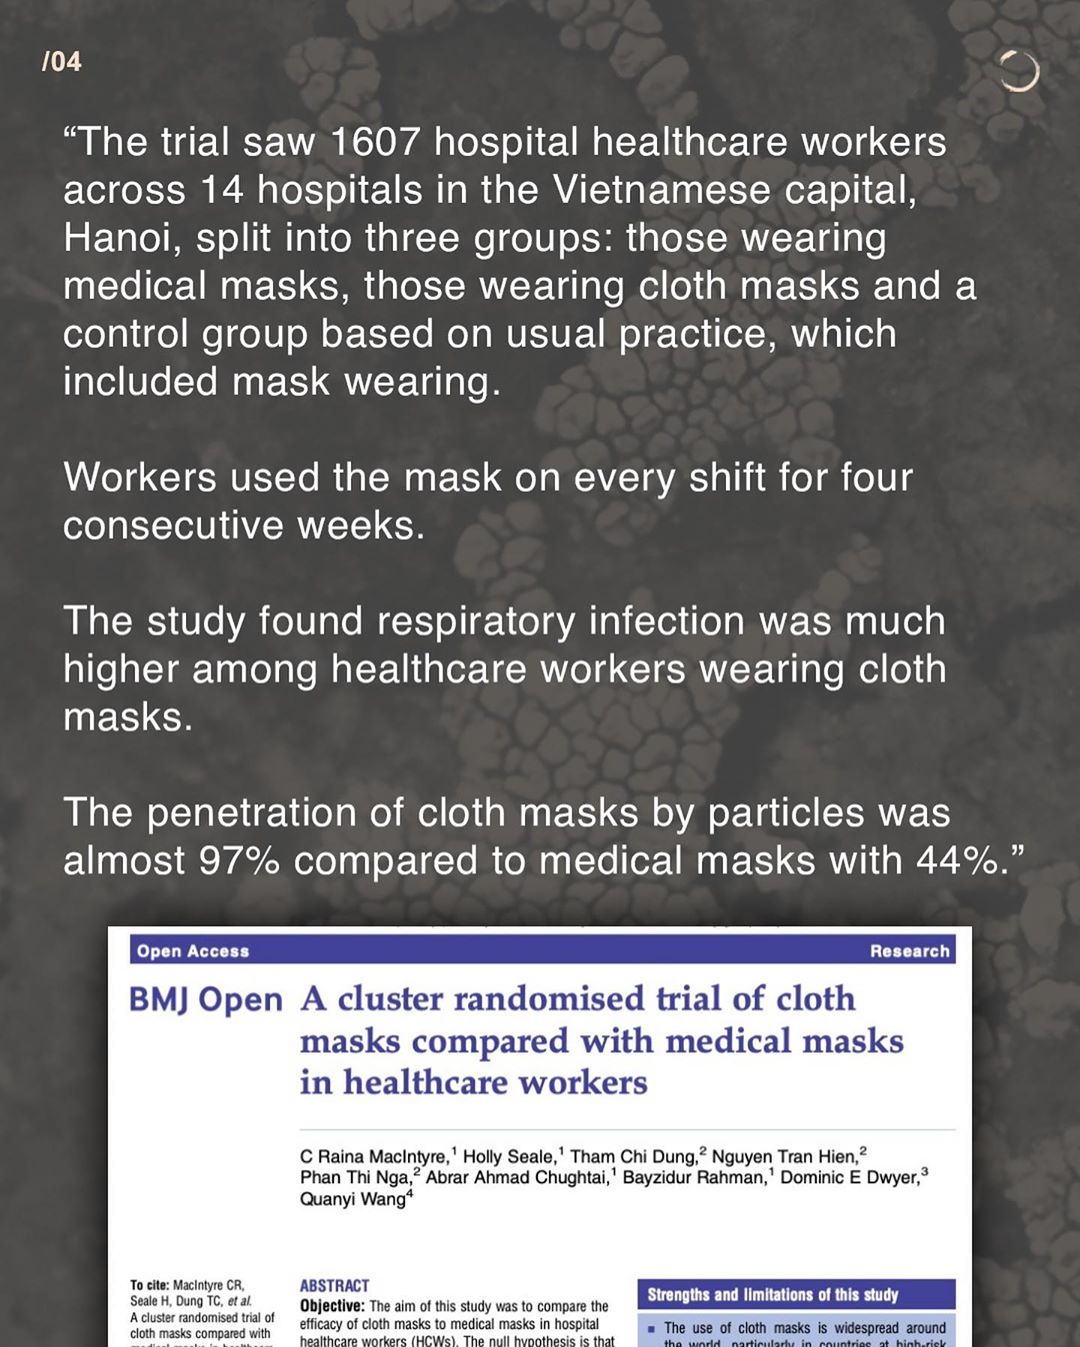 /04
“The trial saw 1607 hospital healthcare workers
across 14 hospitals in the Vietnamese capital,
Hanoi, split into three groups: those wearing
medical masks, those wearing cloth masks and a
control group based on usual practice, which
included mask wearing.
Workers used the mask on every shift for four
consecutive weeks.
The study found respiratory infection was much
higher among healthcare workers wearing cloth
masks.
The penetration of cloth masks by particles was
almost 97% compared to medical masks with 44%.”
Open Access
Research
BMJ Open
A cluster randomised trial of cloth
masks compared with medical masks
in healthcare workers
C Raina MacIntyre,¹ Holly Seale,¹ Tham Chi Dung,² Nguyen Tran Hien,²
Phan Thi Nga,² Abrar Ahmad Chughtai,¹ Bayzidur Rahman,¹ Dominic E Dwyer,³
Quanyi Wang⁴
To cite: MacIntyre CR,
Seale H, Dung TC, et al.
A cluster randomised trial of
cloth masks compared with
ABSTRACT
Objective: The aim of this study was to compare the
efficacy of cloth masks to medical masks in hospital
healthcare workers (HCWs). The null hypothesis is that
Strengths and limitations of this study
▪ The use of cloth masks is widespread around
the world, particularly in countries at high-risk